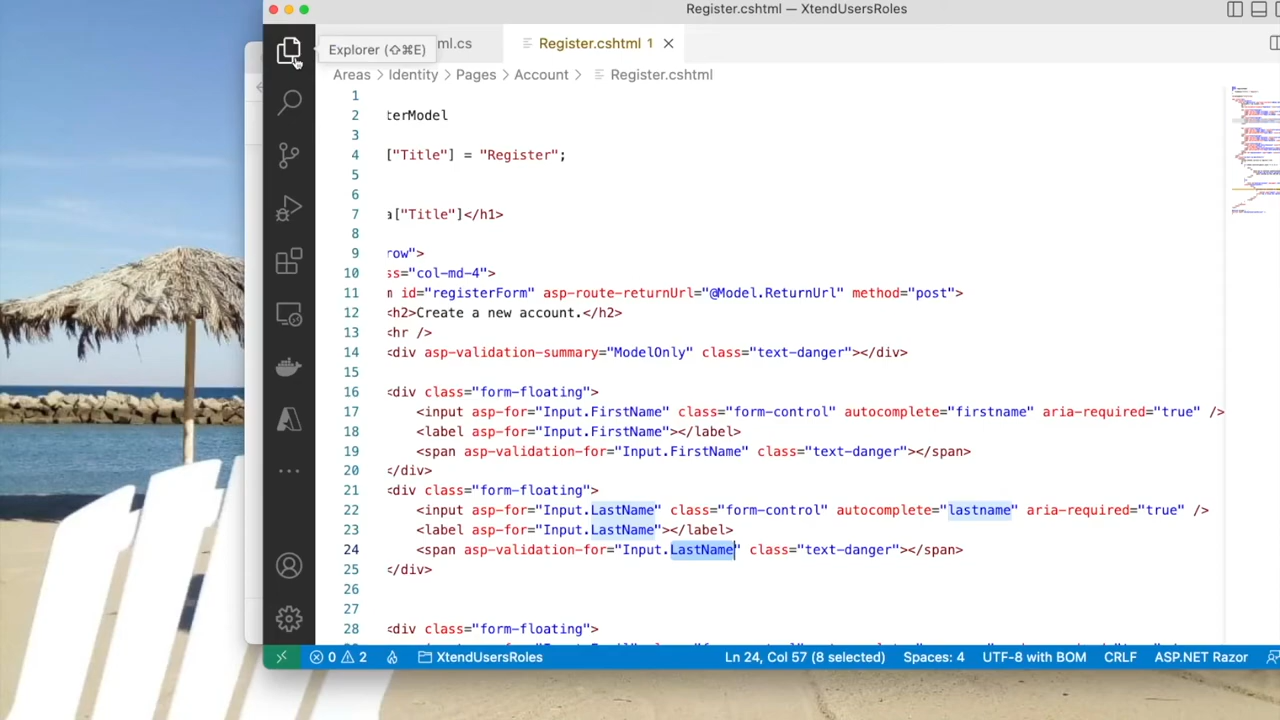 Register.cshtml — XtendUsersRoles
Explorer (⇧⌘E)
ml.cs
Register.cshtml 1
Areas > Identity > Pages > Account > Register.cshtml
1
2 terModel
3
4 ["Title"] = "Register";
5
6
7 a["Title"]</h1>
8
9 row">
10 ss="col-md-4">
11 m id="registerForm" asp-route-returnUrl="@Model.ReturnUrl" method="post">
12 <h2>Create a new account.</h2>
13 <hr />
14 <div asp-validation-summary="ModelOnly" class="text-danger"></div>
15
16 <div class="form-floating">
17 <input asp-for="Input.FirstName" class="form-control" autocomplete="firstname" aria-required="true" />
18 <label asp-for="Input.FirstName"></label>
19 <span asp-validation-for="Input.FirstName" class="text-danger"></span>
20 </div>
21 <div class="form-floating">
22 <input asp-for="Input.LastName" class="form-control" autocomplete="lastname" aria-required="true" />
23 <label asp-for="Input.LastName"></label>
24 <span asp-validation-for="Input.LastName" class="text-danger"></span>
25 </div>
26
27
28 <div class="form-floating">
0 2 XtendUsersRoles Ln 24, Col 57 (8 selected) Spaces: 4 UTF-8 with BOM CRLF ASP.NET Razor